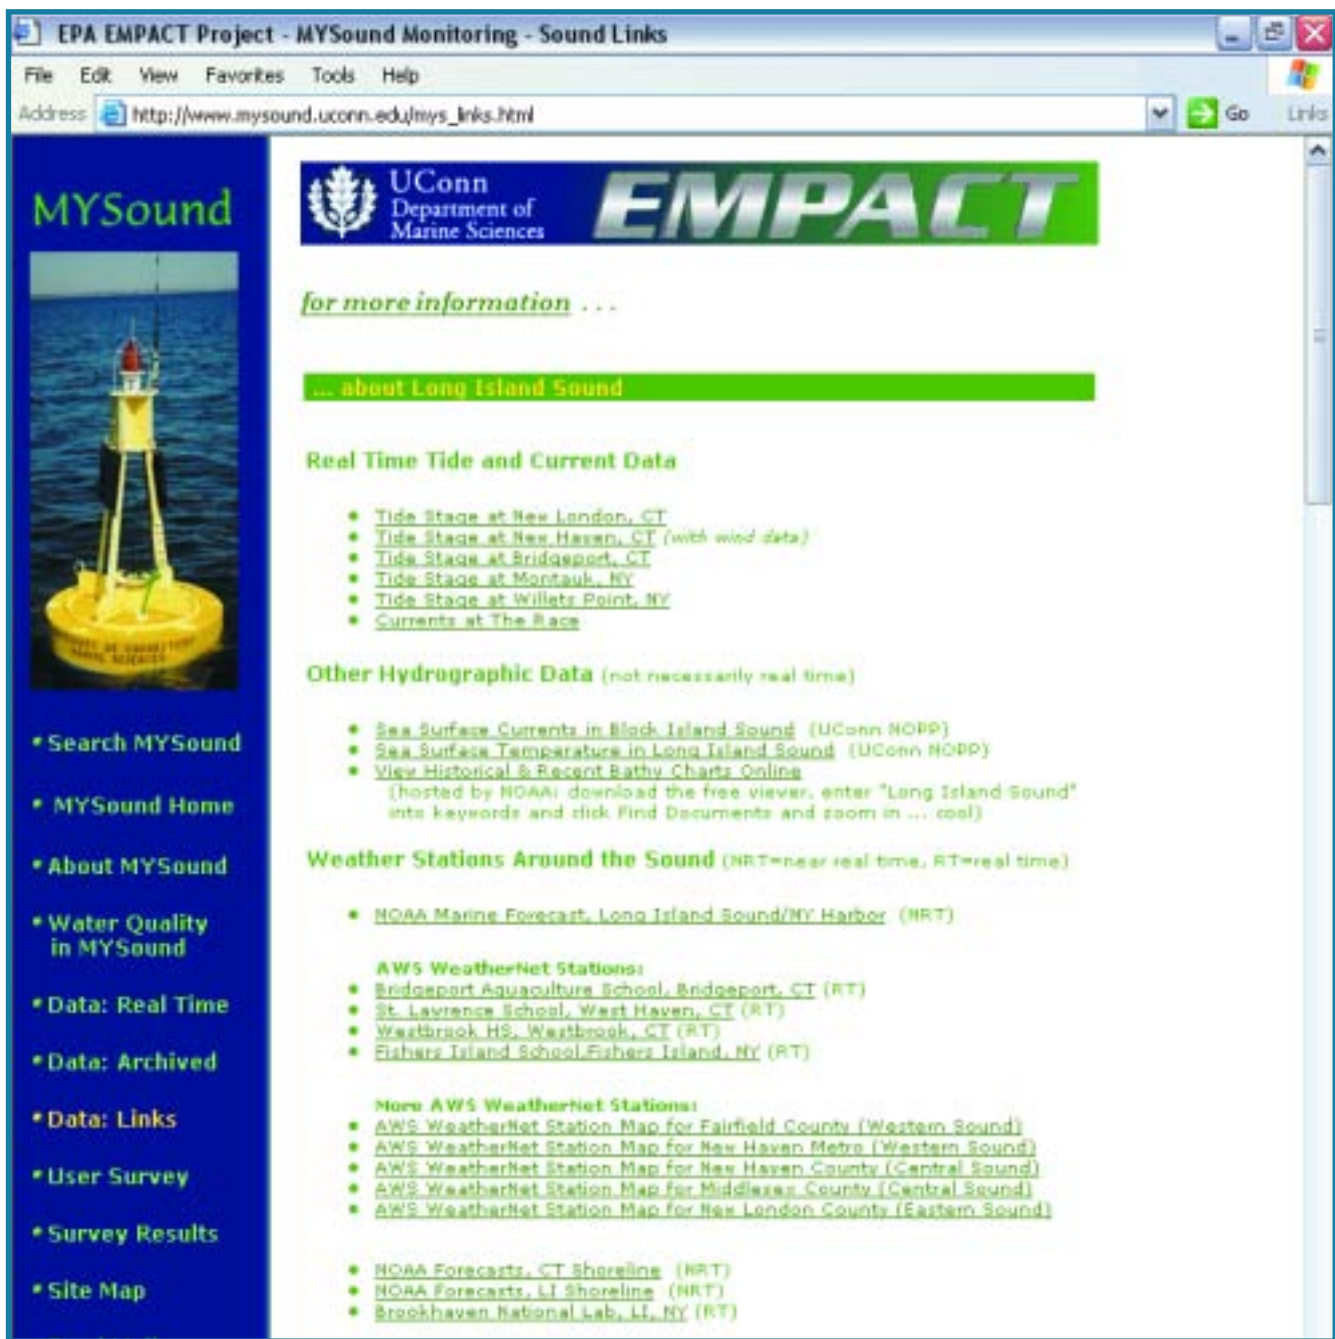 EPA EMPACT Project - MYSound Monitoring - Sound Links
File Edit View Favorites Tools Help
Address http://www.mysound.uconn.edu/mys_links.html Go Links
MYSound
UConn
Department of
Marine Sciences
EMPACT
for more information . . .
... about Long Island Sound
Real Time Tide and Current Data
Tide Stage at New London, CT
Tide Stage at New Haven, CT (with wind data)
Tide Stage at Bridgeport, CT
Tide Stage at Montauk, NY
Tide Stage at Willets Point, NY
Currents at The Race
Other Hydrographic Data (not necessarily real time)
Sea Surface Currents in Block Island Sound (UConn NOPP)
Sea Surface Temperature in Long Island Sound (UConn NOPP)
View Historical & Recent Bathy Charts Online
(hosted by NOAA: download the free viewer, enter "Long Island Sound"
into keywords and click Find Documents and zoom in ... cool)
Weather Stations Around the Sound (NRT=near real time, RT=real time)
NOAA Marine Forecast, Long Island Sound/NY Harbor (NRT)
AWS WeatherNet Stations:
Bridgeport Aquaculture School, Bridgeport, CT (RT)
St. Lawrence School, West Haven, CT (RT)
Westbrook HS, Westbrook, CT (RT)
Fishers Island School,Fishers Island, NY (RT)
More AWS WeatherNet Stations:
AWS WeatherNet Station Map for Fairfield County (Western Sound)
AWS WeatherNet Station Map for New Haven Metro (Western Sound)
AWS WeatherNet Station Map for New Haven County (Central Sound)
AWS WeatherNet Station Map for Middlesex County (Central Sound)
AWS WeatherNet Station Map for New London County (Eastern Sound)
NOAA Forecasts, CT Shoreline (NRT)
NOAA Forecasts, LI Shoreline (NRT)
Brookhaven National Lab, LI, NY (RT)
MARINE SCIENCES
Search MYSound
MYSound Home
About MYSound
Water Quality
in MYSound
Data: Real Time
Data: Archived
Data: Links
User Survey
Survey Results
Site Map